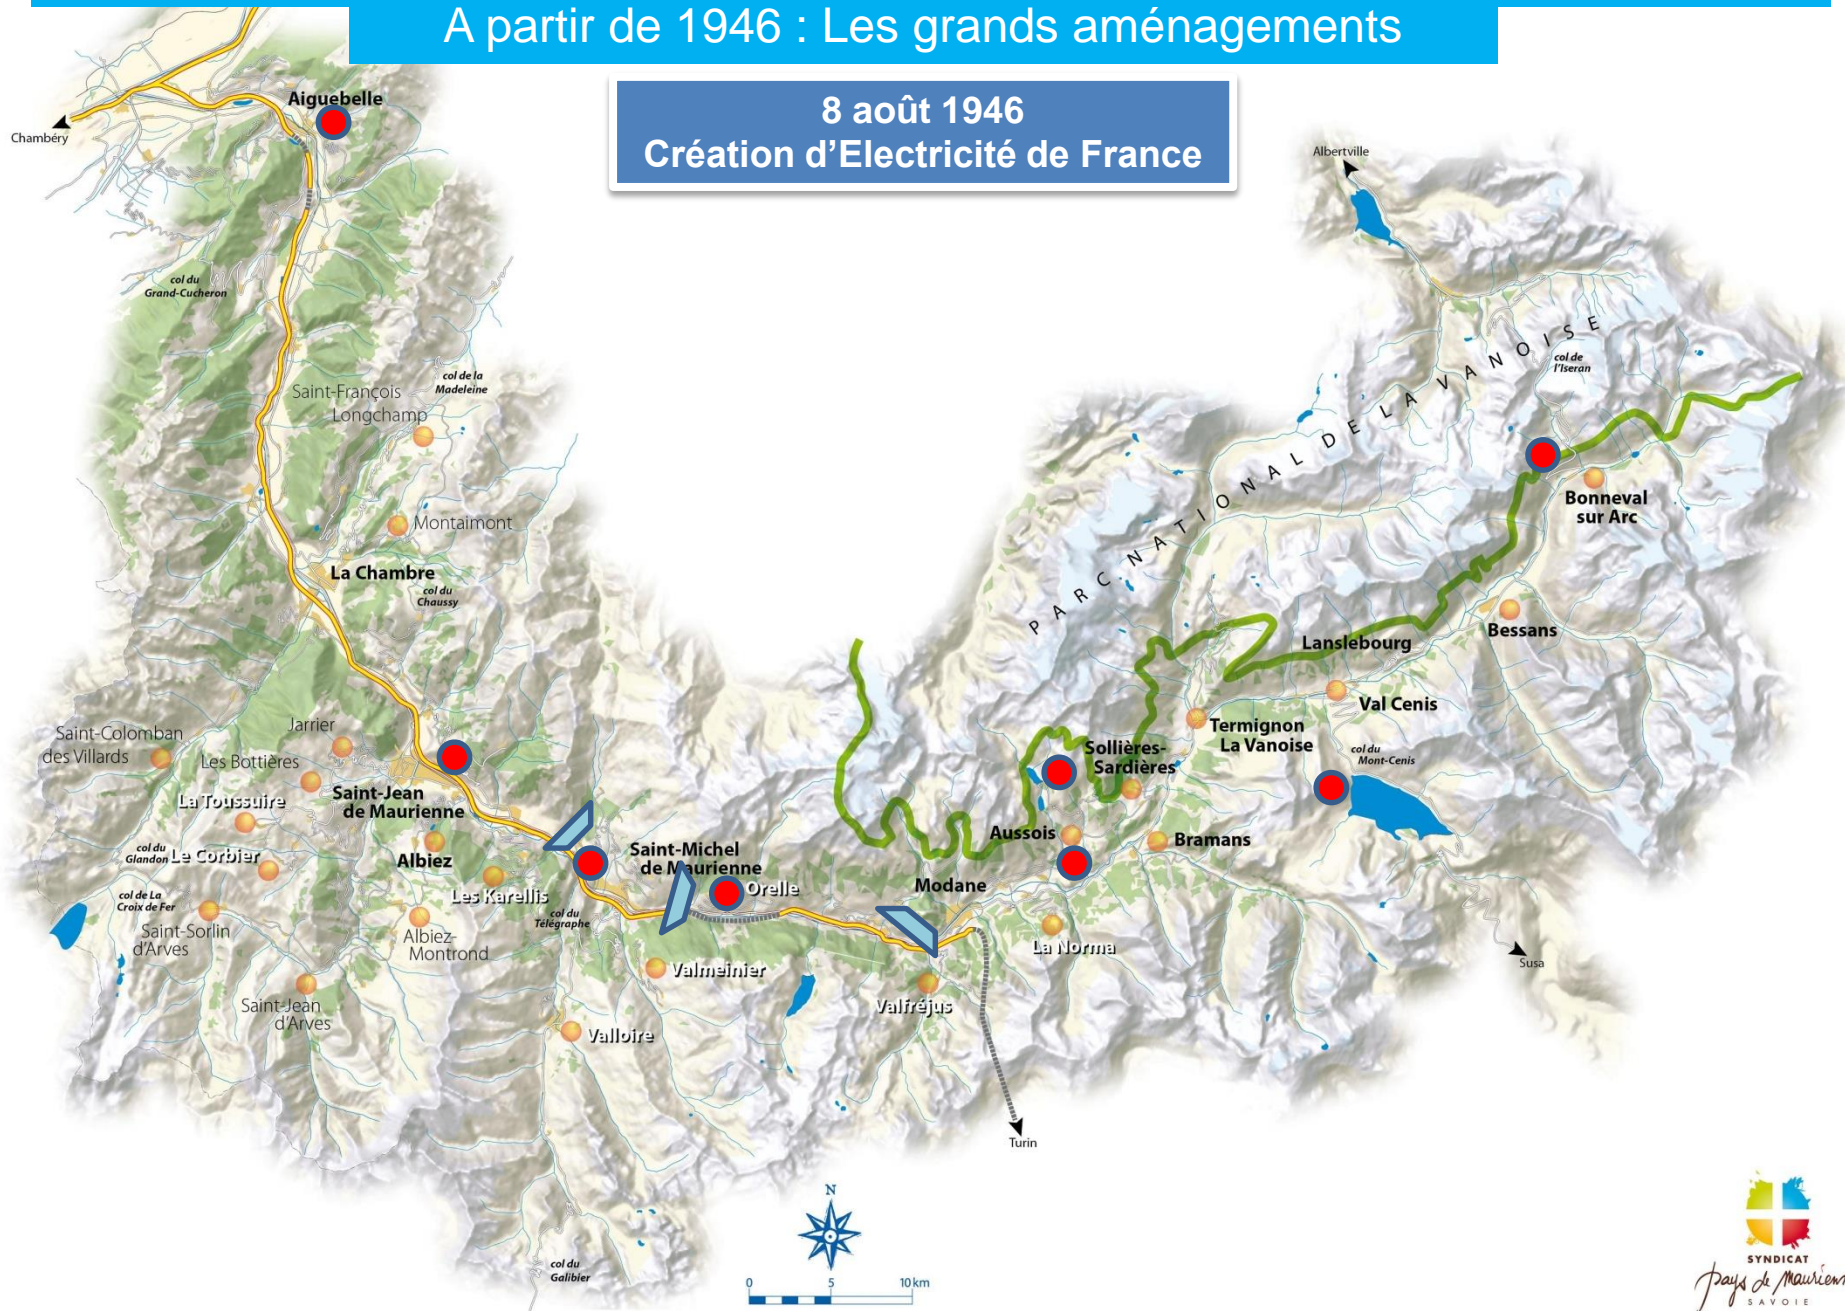 A partir de 1946 : Les grands aménagements
8 août 1946
Création d’Electricité de France
Aiguebelle
Chambéry
Albertville
col du
Grand-Cucheron
col de la
Madeleine
Saint-François
Longchamp
PARC NATIONAL DE LA VANOISE
col de
l'Iseran
Bonneval
sur Arc
Montaimont
La Chambre
col du
Chaussy
Bessans
Lanslebourg
Val Cenis
Termignon
La Vanoise
col du
Mont-Cenis
Sollières-
Sardières
Saint-Colomban
des Villards
Jarrier
Les Bottières
La Toussuire
Saint-Jean
de Maurienne
Aussois
Bramans
col du
Glandon
Le Corbier
Albiez
Les Karellis
Saint-Michel
de Maurienne
Orelle
Modane
col de La
Croix de Fer
Saint-Sorlin
d'Arves
Albiez-
Montrond
col du
Télégraphe
La Norma
Susa
Valmeinier
Valfréjus
Saint-Jean
d'Arves
Valloire
Turin
col du
Galibier
N
0 5 10 km
SYNDICAT
Pays de Maurienne
SAVOIE